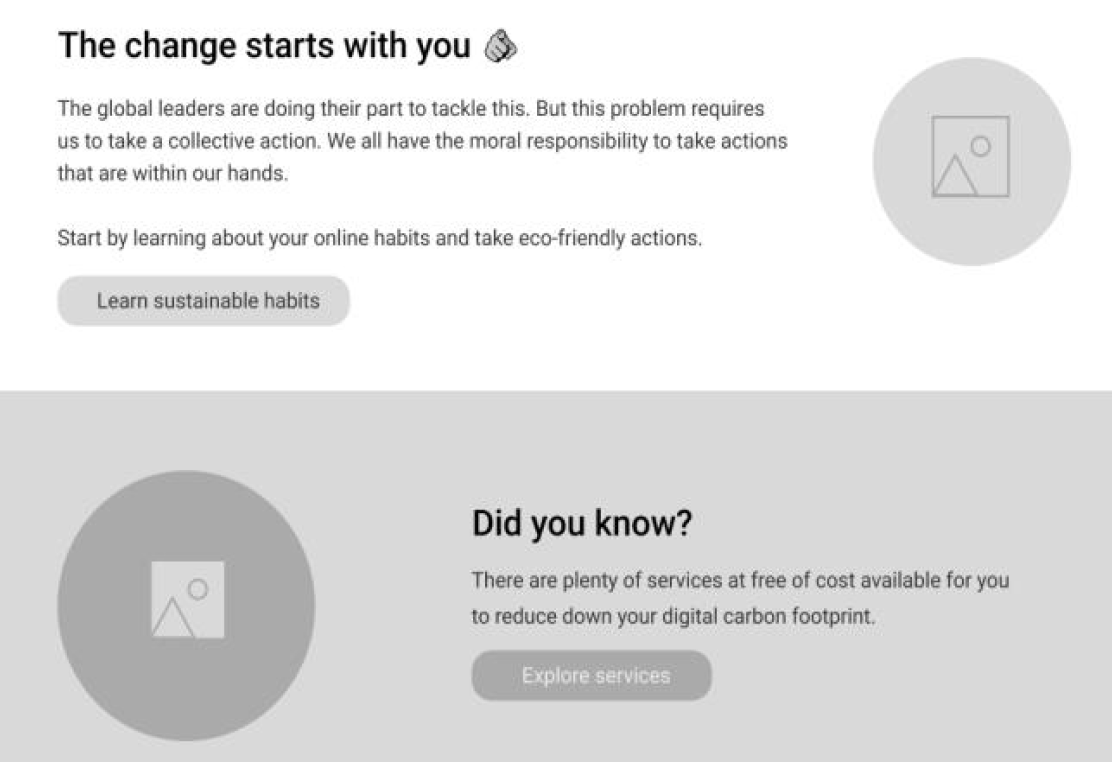 The change starts with you 🫵
The global leaders are doing their part to tackle this. But this problem requires
us to take a collective action. We all have the moral responsibility to take actions
that are within our hands.
Start by learning about your online habits and take eco-friendly actions.
Learn sustainable habits
Did you know?
There are plenty of services at free of cost available for you
to reduce down your digital carbon footprint.
Explore services